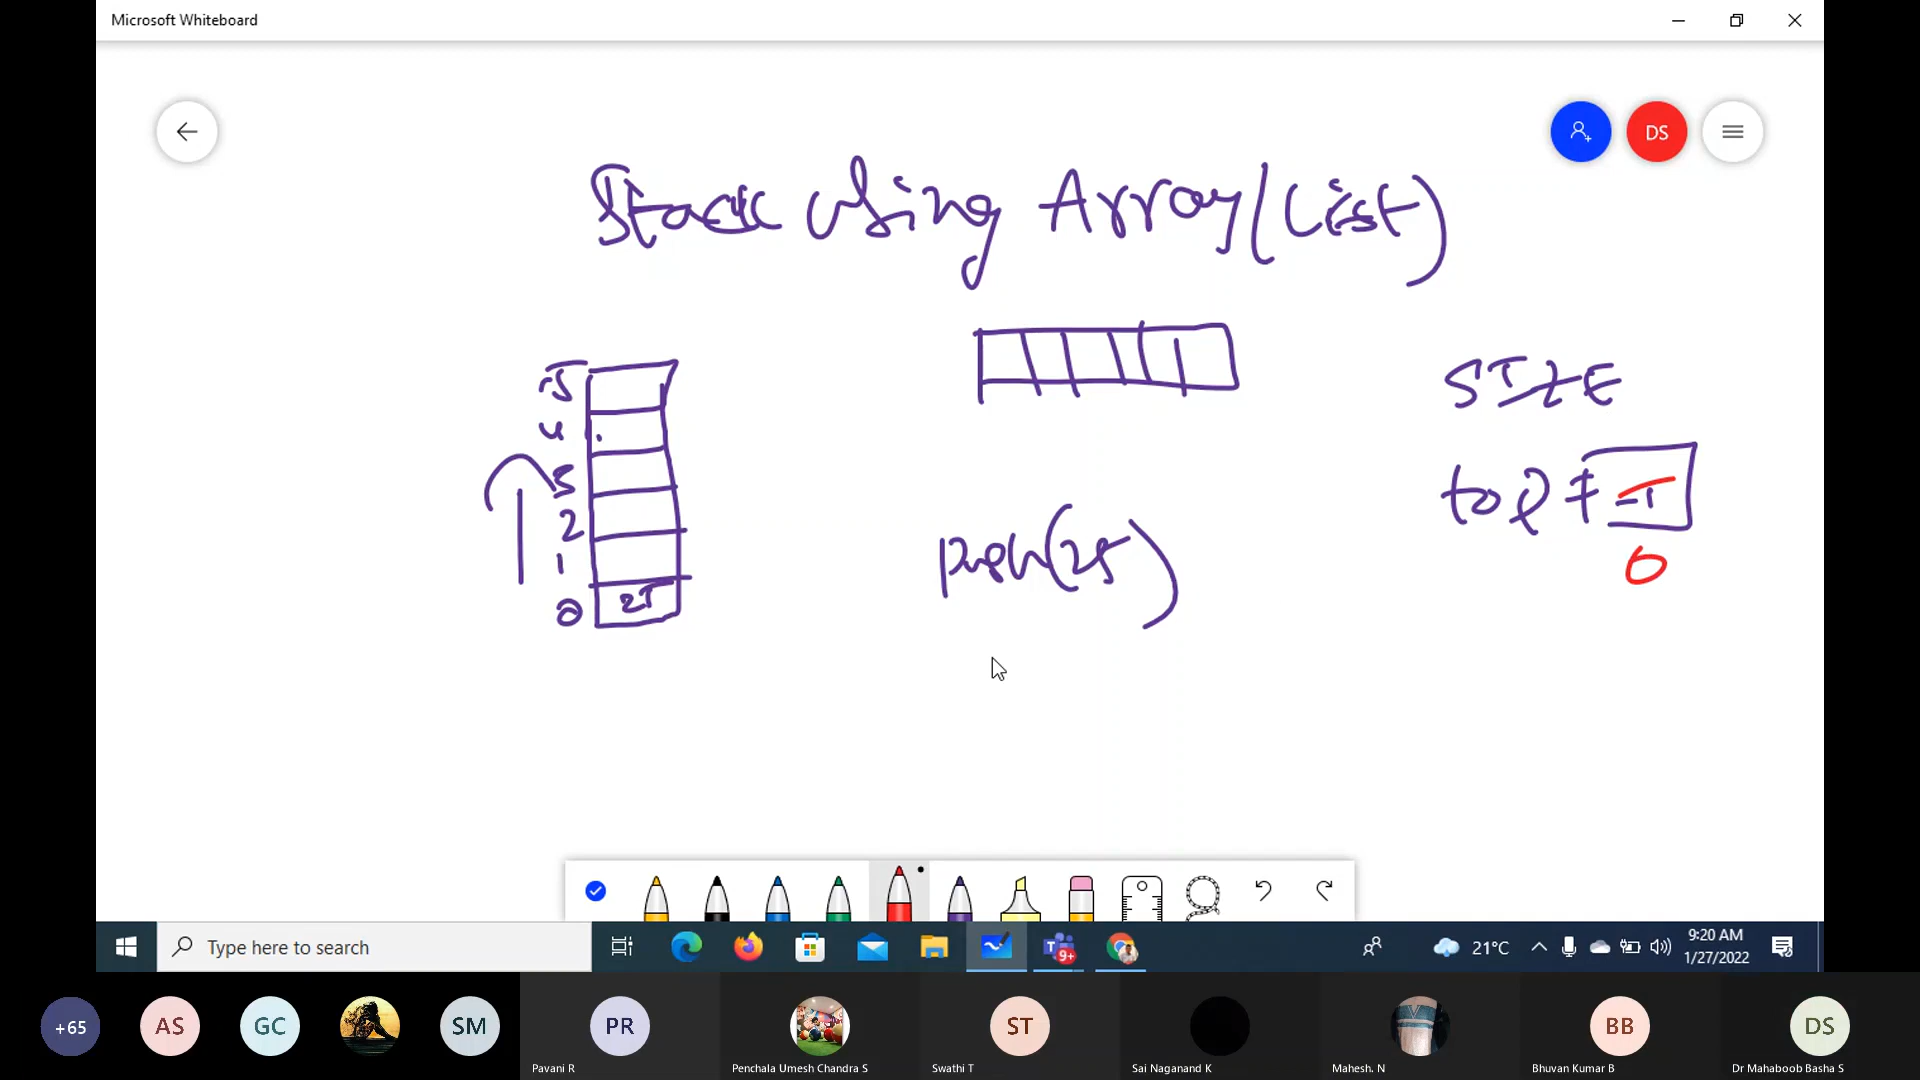 Microsoft Whiteboard
DS
Stack Using Array/(List)
5
4
3
2
1
0
25
push(25)
SIZE
top = -1
0
Type here to search
9+
21°C
9:20 AM
1/27/2022
+65
AS
GC
SM
PR
ST
BB
DS
Pavani R
Penchala Umesh Chandra S
Swathi T
Sai Naganand K
Mahesh. N
Bhuvan Kumar B
Dr Mahaboob Basha S